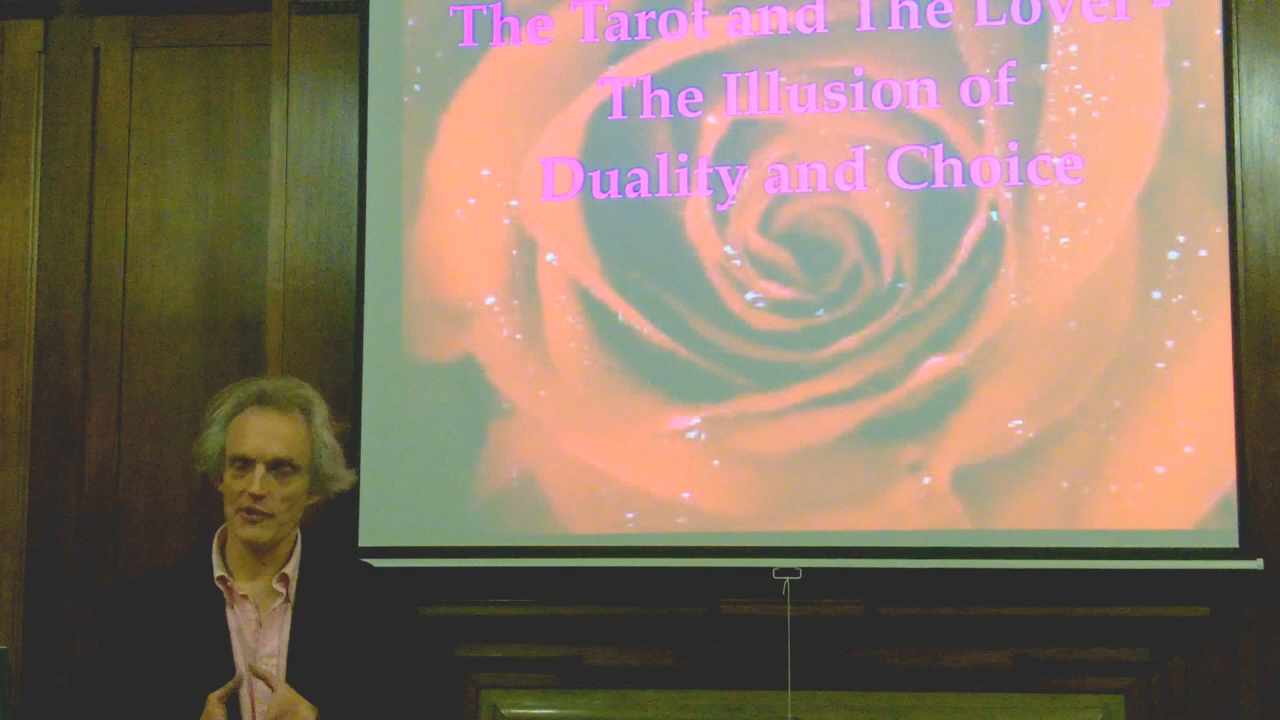 The Tarot and The Lover -
The Illusion of
Duality and Choice